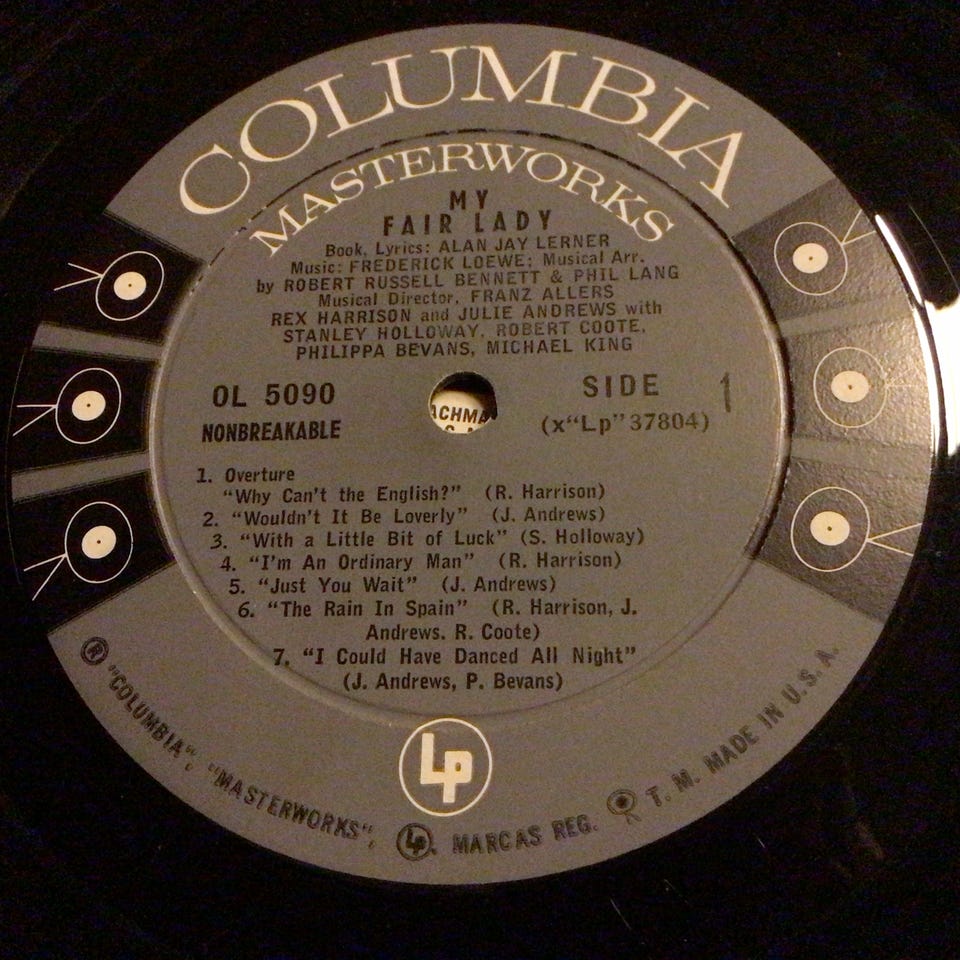 COLUMBIA
MASTERWORKS
MY
FAIR LADY
Book, Lyrics: ALAN JAY LERNER
Music: FREDERICK LOEWE; Musical Arr.
by ROBERT RUSSELL BENNETT & PHIL LANG
Musical Director, FRANZ ALLERS
REX HARRISON and JULIE ANDREWS with
STANLEY HOLLOWAY, ROBERT COOTE,
PHILIPPA BEVANS, MICHAEL KING
OL 5090
NONBREAKABLE
ACHMA
SIDE 1
(x“Lp”37804)
1. Overture
“Why Can't the English?” (R. Harrison)
2. “Wouldn't It Be Loverly” (J. Andrews)
3. “With a Little Bit of Luck” (S. Holloway)
4. “I'm An Ordinary Man” (R. Harrison)
5. “Just You Wait” (J. Andrews)
6. “The Rain In Spain” (R. Harrison, J.
Andrews. R. Coote)
7. “I Could Have Danced All Night”
(J. Andrews, P. Bevans)
LP
® “COLUMBIA”, “MASTERWORKS”, LP, MARCAS REG. T. M. MADE IN U. S. A.